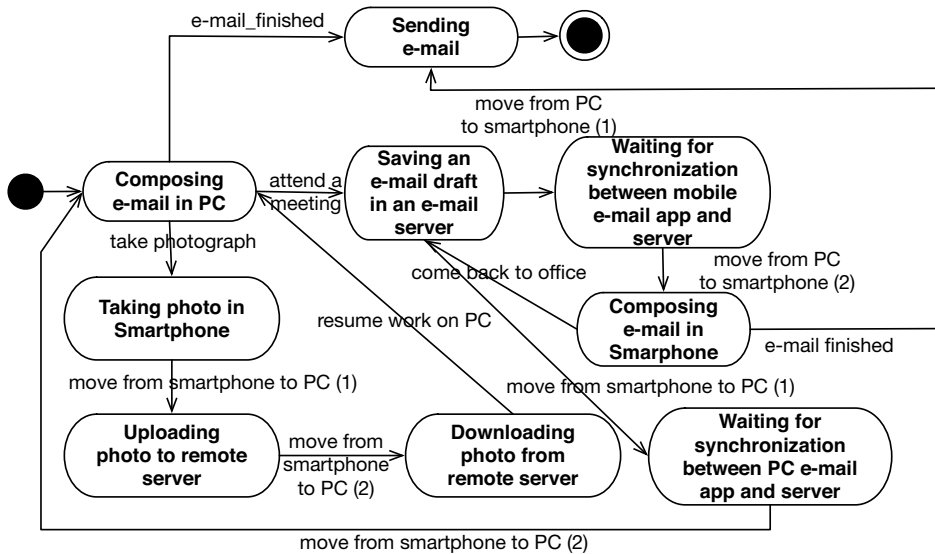 e-mail_finished
Sending
e-mail
move from PC
to smartphone (1)
Composing
e-mail in PC
attend a
meeting
Saving an
e-mail draft
in an e-mail
server
Waiting for
synchronization
between mobile
e-mail app and
server
take photograph
come back to office
move from PC
to smartphone (2)
Taking photo in
Smartphone
resume work on PC
Composing
e-mail in
Smarphone
e-mail finished
move from smartphone to PC (1)
move from smartphone to PC (1)
Uploading
photo to remote
server
move from
smartphone
to PC (2)
Downloading
photo from
remote server
Waiting for
synchronization
between PC e-mail
app and server
move from smartphone to PC (2)